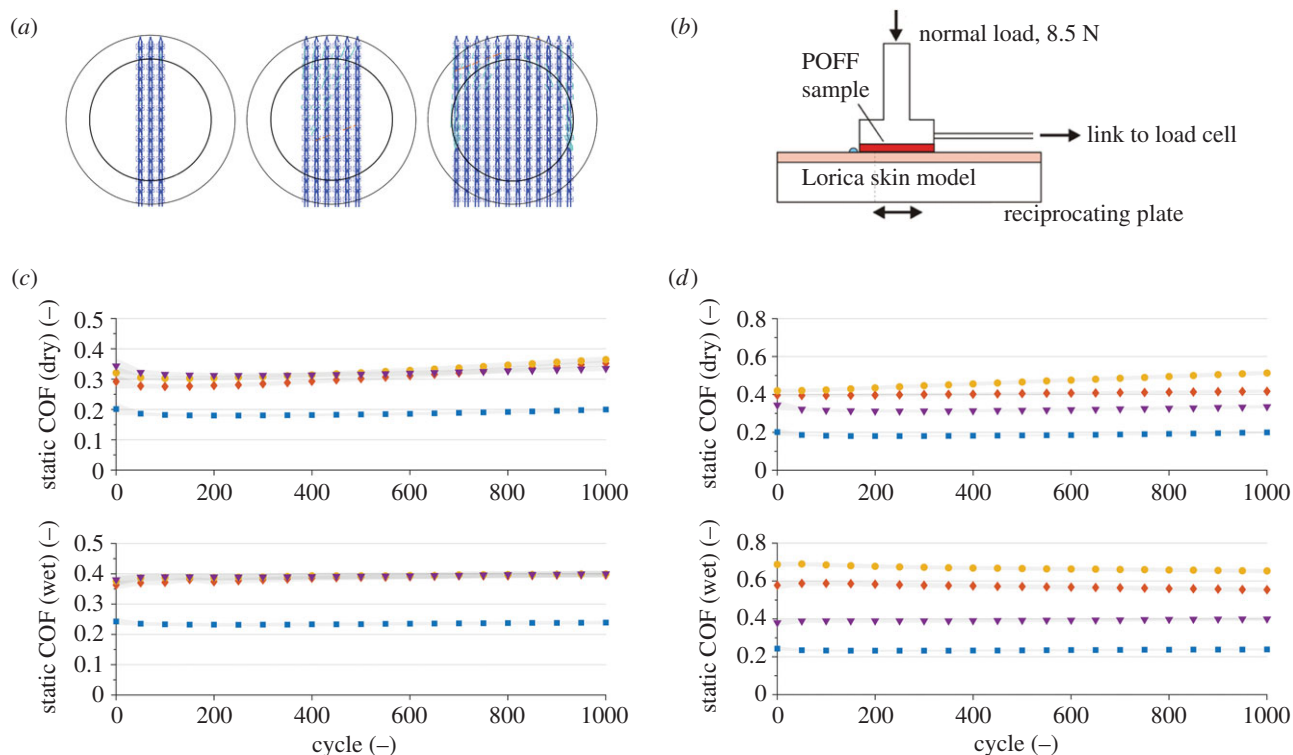 (a)
(b)
normal load, 8.5 N
POFF
sample
link to load cell
Lorica skin model
reciprocating plate
(c)
static COF (dry) (–)
0.5
0.4
0.3
0.2
0.1
0
0 200 400 600 800 1000
static COF (wet) (–)
0.5
0.4
0.3
0.2
0.1
0
0 200 400 600 800 1000
cycle (–)
(d)
static COF (dry) (–)
0.8
0.6
0.4
0.2
0
0 200 400 600 800 1000
static COF (wet) (–)
0.8
0.6
0.4
0.2
0
0 200 400 600 800 1000
cycle (–)